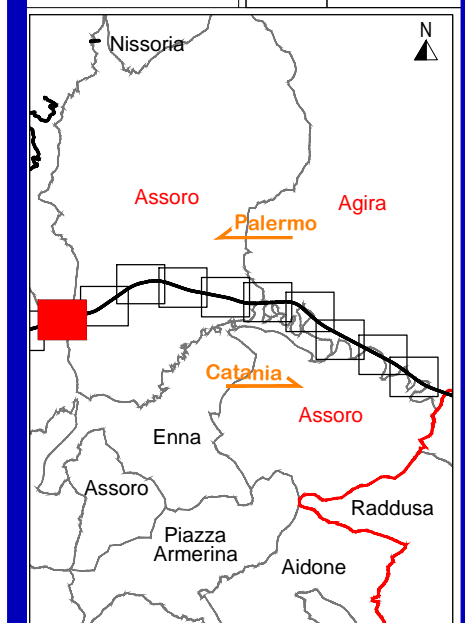 Nissoria
N
Assoro
Agira
Palermo
Catania
Assoro
Enna
Assoro
Raddusa
Piazza
Armerina
Aidone